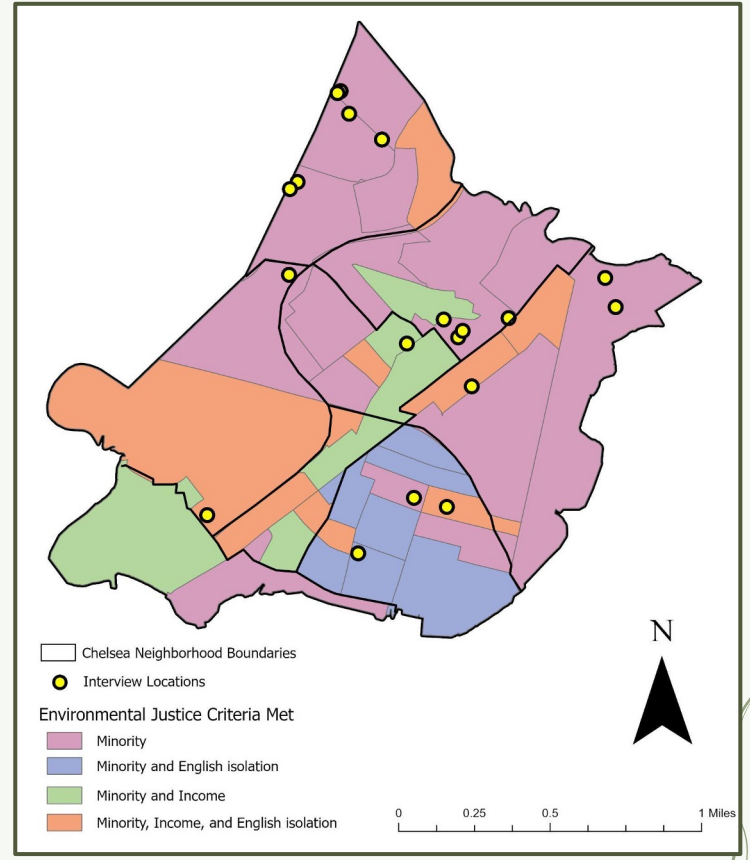 N
Chelsea Neighborhood Boundaries
Interview Locations
Environmental Justice Criteria Met
Minority
Minority and English isolation
Minority and Income
Minority, Income, and English isolation
0 0.25 0.5 1 Miles